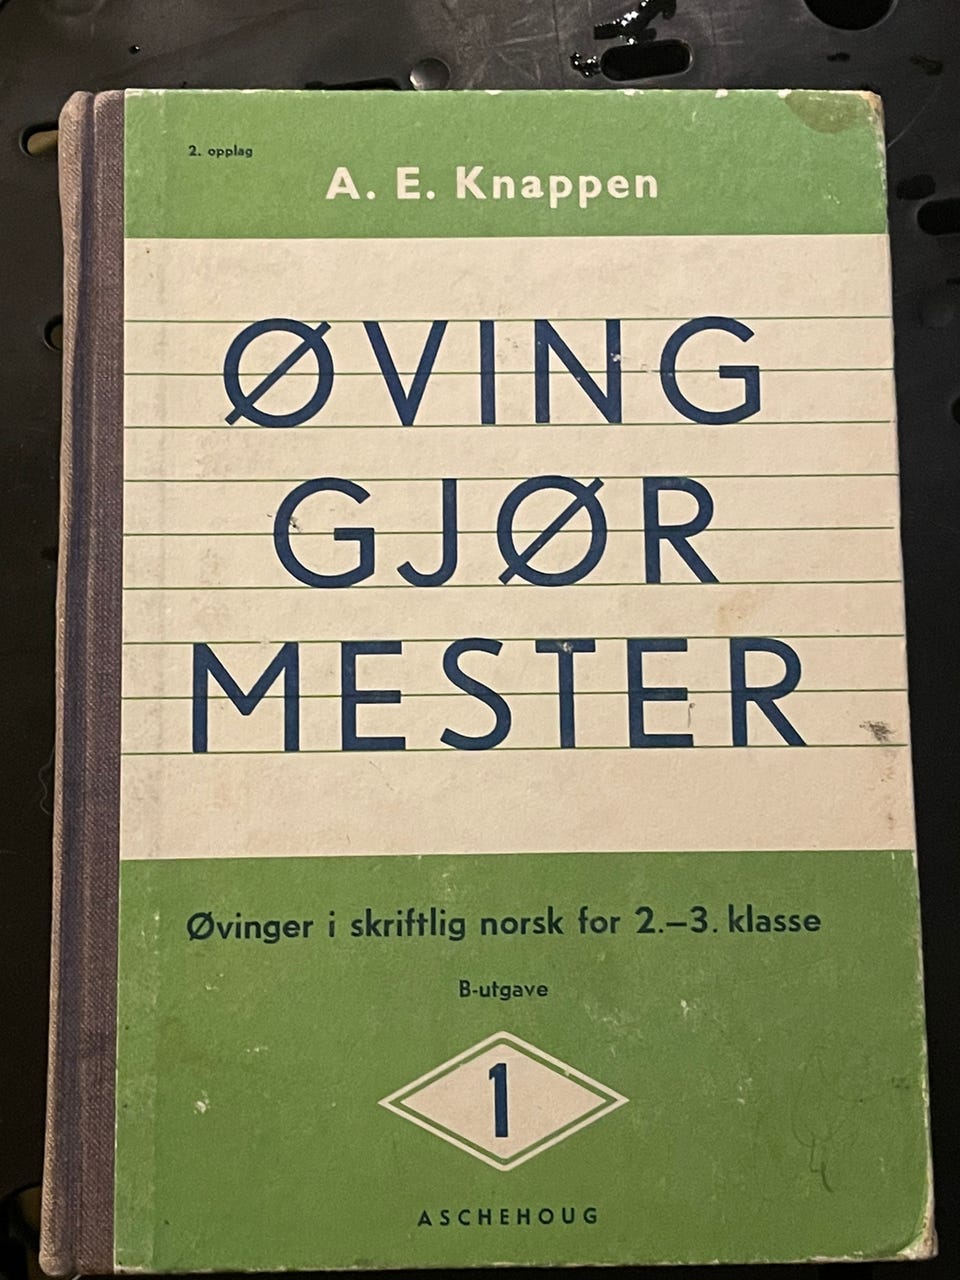 2. opplag
A. E. Knappen
ØVING
GJØR
MESTER
Øvinger i skriftlig norsk for 2.–3. klasse
B-utgave
1
ASCHEHOUG